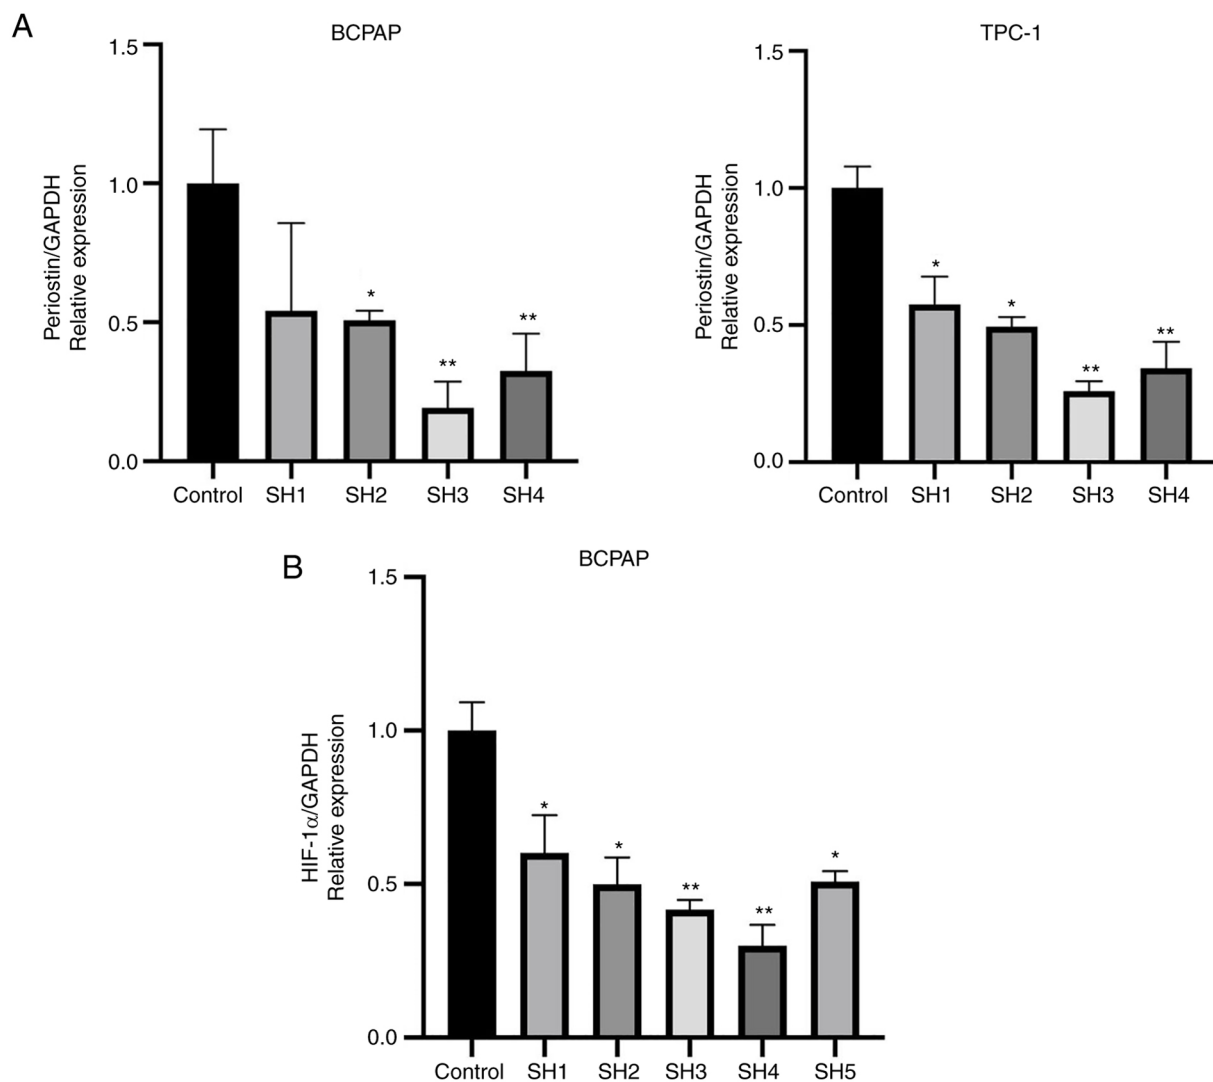 A
BCPAP
1.5
1.0
0.5
0.0
Periostin/GAPDH
Relative expression
*
**
**
Control SH1 SH2 SH3 SH4
TPC-1
1.5
1.0
0.5
0.0
Periostin/GAPDH
Relative expression
*
*
**
**
Control SH1 SH2 SH3 SH4
B
BCPAP
1.5
1.0
0.5
0.0
HIF-1α/GAPDH
Relative expression
*
*
**
**
*
Control SH1 SH2 SH3 SH4 SH5